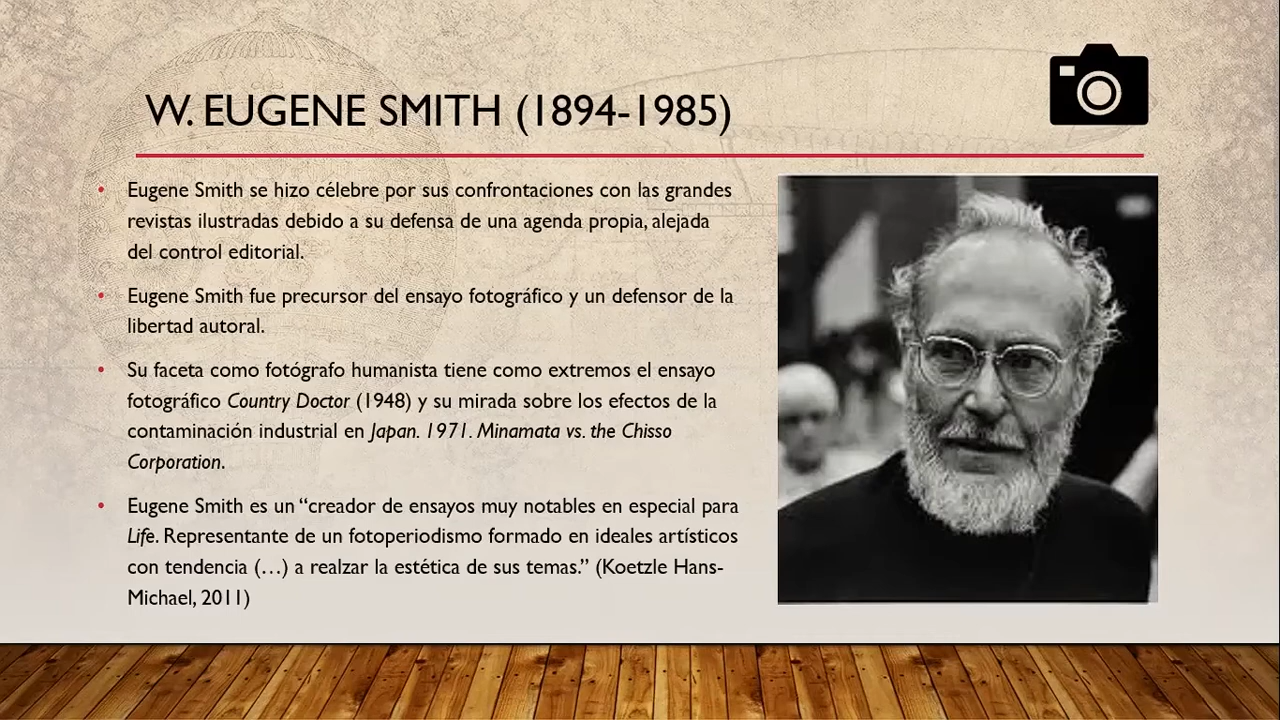 W. EUGENE SMITH (1894-1985)
• Eugene Smith se hizo célebre por sus confrontaciones con las grandes
revistas ilustradas debido a su defensa de una agenda propia, alejada
del control editorial.
• Eugene Smith fue precursor del ensayo fotográfico y un defensor de la
libertad autoral.
• Su faceta como fotógrafo humanista tiene como extremos el ensayo
fotográfico Country Doctor (1948) y su mirada sobre los efectos de la
contaminación industrial en Japan. 1971. Minamata vs. the Chisso
Corporation.
• Eugene Smith es un “creador de ensayos muy notables en especial para
Life. Representante de un fotoperiodismo formado en ideales artísticos
con tendencia (…) a realzar la estética de sus temas.” (Koetzle Hans-
Michael, 2011)